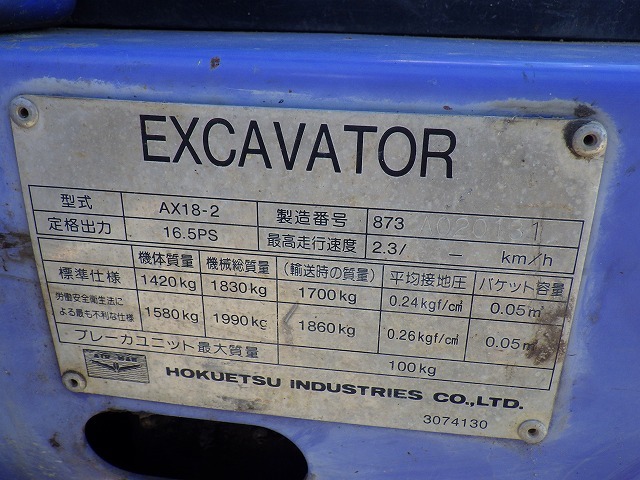 EXCAVATOR
型式 AX18-2 製造番号 873
定格出力 16.5PS 最高走行速度 2.3/ - km/h
機体質量 機械総質量 (輸送時の質量) 平均接地圧 バケット容量
標準仕様 1420kg 1830kg 1700kg 0.24kgf/cm² 0.05m³
労働安全衛生法による最も不利な仕様 1580kg 1990kg 1860kg 0.26kgf/cm² 0.05m³
ブレーカユニット最大質量 100kg
AIR MAN
HOKUETSU INDUSTRIES CO.,LTD.
3074130